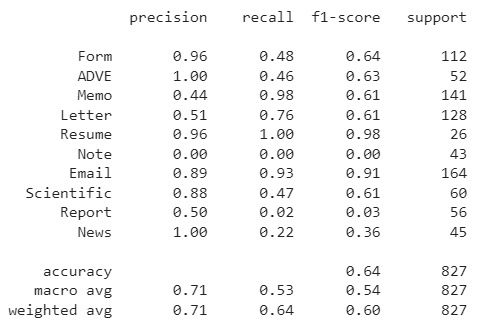 precision recall f1-score support
Form 0.96 0.48 0.64 112
ADVE 1.00 0.46 0.63 52
Memo 0.44 0.98 0.61 141
Letter 0.51 0.76 0.61 128
Resume 0.96 1.00 0.98 26
Note 0.00 0.00 0.00 43
Email 0.89 0.93 0.91 164
Scientific 0.88 0.47 0.61 60
Report 0.50 0.02 0.03 56
News 1.00 0.22 0.36 45
accuracy 0.64 827
macro avg 0.71 0.53 0.54 827
weighted avg 0.71 0.64 0.60 827